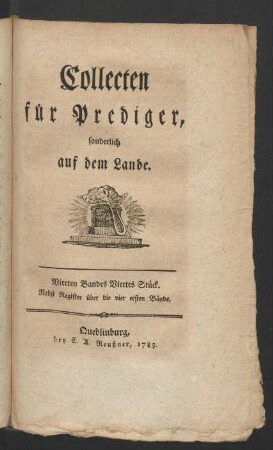 Collecten
für Prediger,
sonderlich
auf dem Lande.
Vierten Bandes Viertes Stück.
Nebst Register über die vier ersten Bände.
Quedlinburg,
bey C. A. Reußner, 1783.